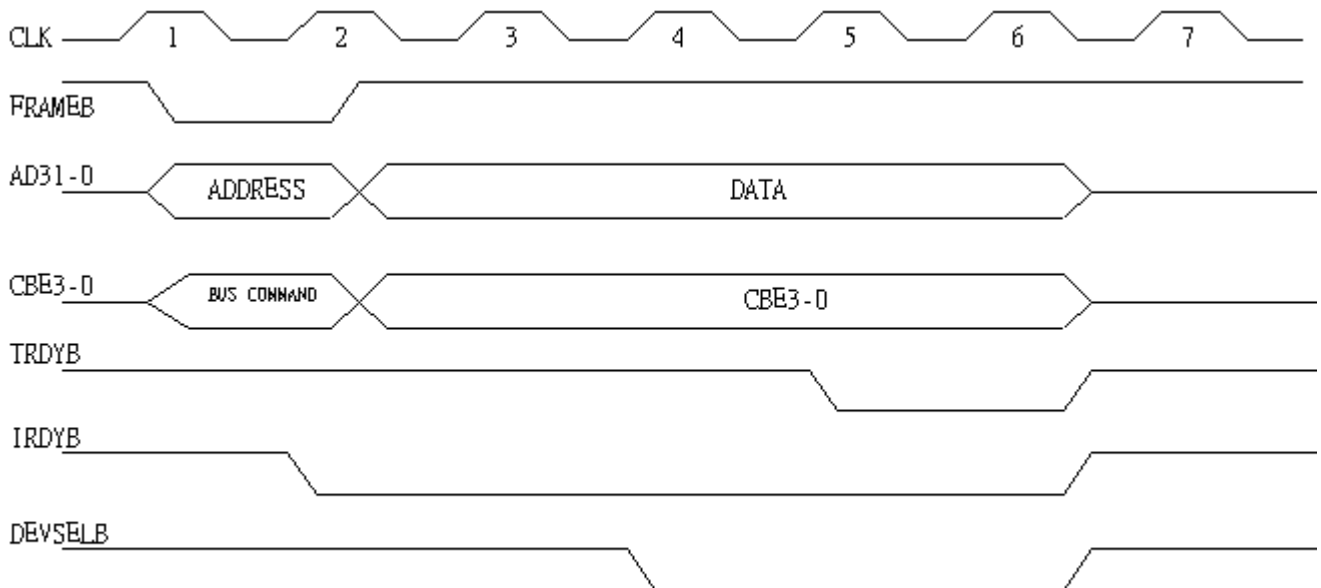 CLK 1 2 3 4 5 6 7
FRAMEB
AD31-0 ADDRESS DATA
CBE3-0 BUS COMMAND CBE3-0
TRDYB
IRDYB
DEVSELB